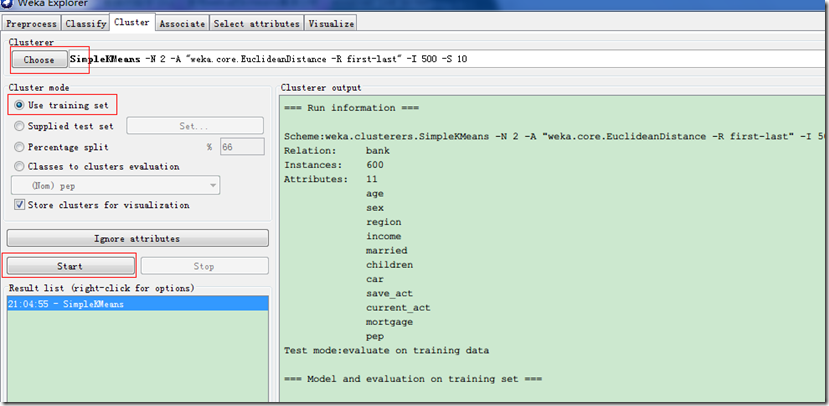 Weka Explorer
Preprocess Classify Cluster Associate Select attributes Visualize
Clusterer
Choose SimpleKMeans -N 2 -A "weka.core.EuclideanDistance -R first-last" -I 500 -S 10
Cluster mode
Use training set
Supplied test set Set...
Percentage split % 66
Classes to clusters evaluation
(Nom) pep
Store clusters for visualization
Ignore attributes
Start Stop
Result list (right-click for options)
21:04:55 - SimpleKMeans
Clusterer output
=== Run information ===
Scheme:weka.clusterers.SimpleKMeans -N 2 -A "weka.core.EuclideanDistance -R first-last" -I 50
Relation: bank
Instances: 600
Attributes: 11
age
sex
region
income
married
children
car
save_act
current_act
mortgage
pep
Test mode:evaluate on training data
=== Model and evaluation on training set ===